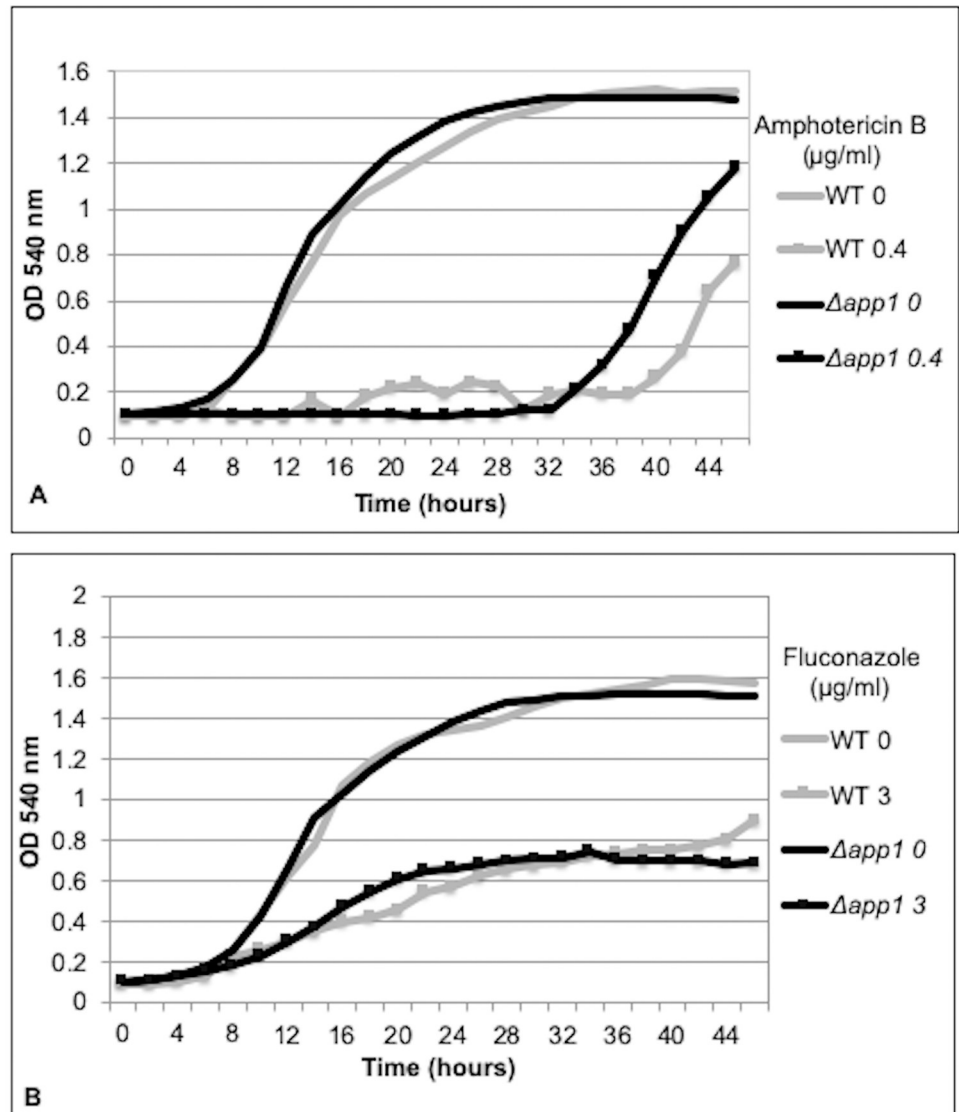 1.6
1.4
1.2
1
0.8
0.6
0.4
0.2
0
OD 540 nm
0 4 8 12 16 20 24 28 32 36 40 44
Time (hours)
Amphotericin B
(µg/ml)
WT 0
WT 0.4
Δapp1 0
Δapp1 0.4
A
2
1.8
1.6
1.4
1.2
1
0.8
0.6
0.4
0.2
0
OD 540 nm
0 4 8 12 16 20 24 28 32 36 40 44
Time (hours)
Fluconazole
(µg/ml)
WT 0
WT 3
Δapp1 0
Δapp1 3
B